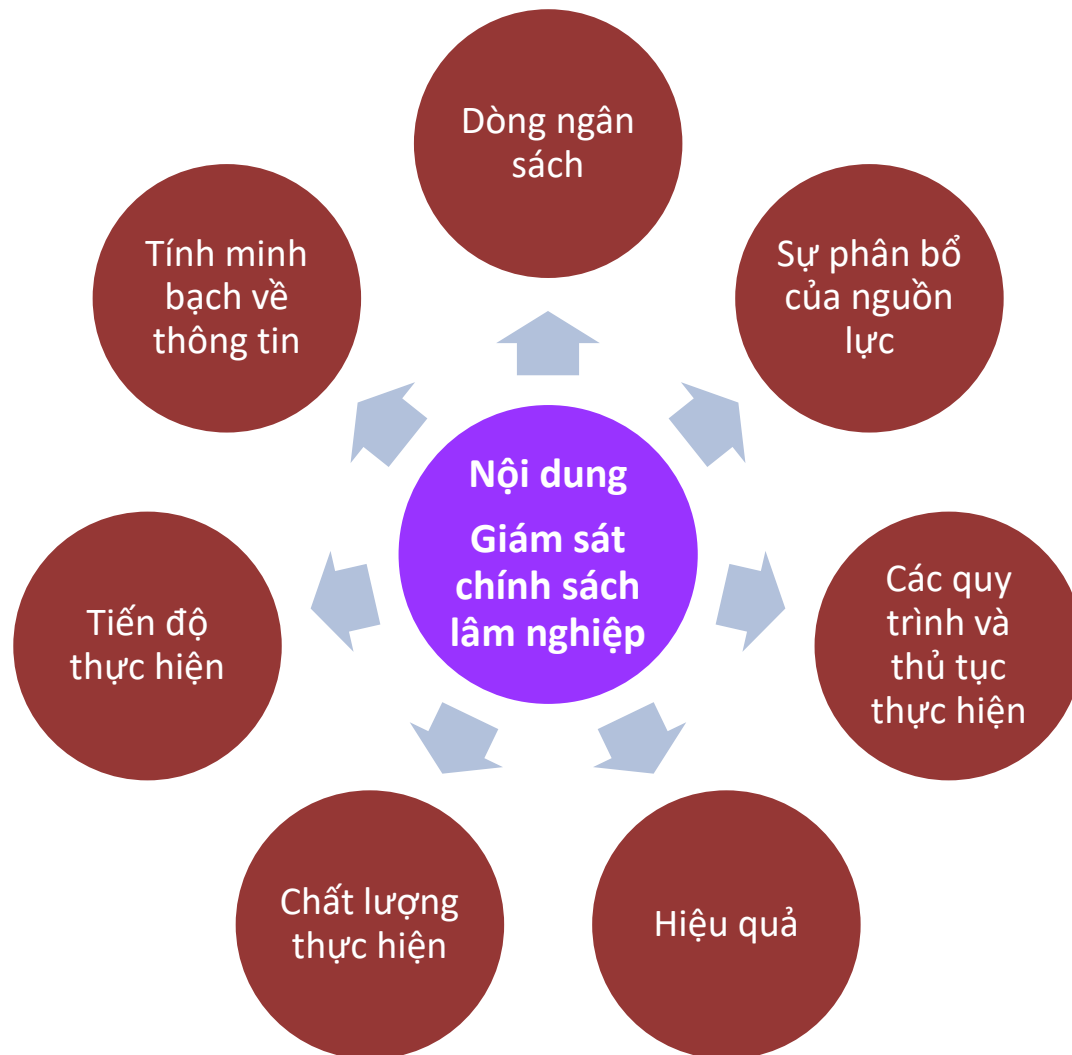 Dòng ngân
sách
Sự phân bổ
của nguồn
lực
Các quy
trình và
thủ tục
thực hiện
Hiệu quả
Chất lượng
thực hiện
Tiến độ
thực hiện
Tính minh
bạch về
thông tin
Nội dung
Giám sát
chính sách
lâm nghiệp